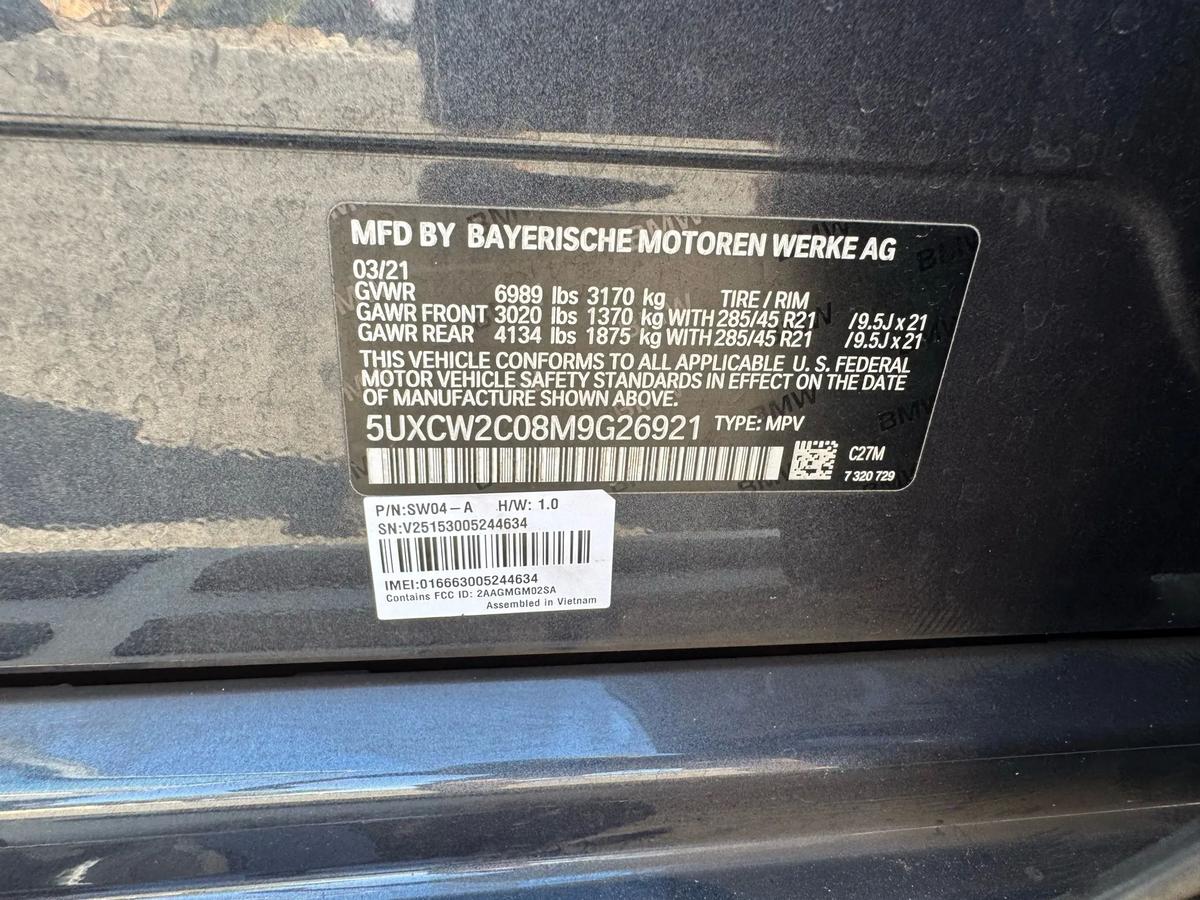 MFD BY BAYERISCHE MOTOREN WERKE AG
03/21
GVWR 6989 lbs 3170 kg TIRE / RIM
GAWR FRONT 3020 lbs 1370 kg WITH 285/45 R21 /9.5J x 21
GAWR REAR 4134 lbs 1875 kg WITH 285/45 R21 /9.5J x 21
THIS VEHICLE CONFORMS TO ALL APPLICABLE U.S. FEDERAL
MOTOR VEHICLE SAFETY STANDARDS IN EFFECT ON THE DATE
OF MANUFACTURE SHOWN ABOVE.
5UXCW2C08M9G26921 TYPE: MPV
C27M
7 320 729
P/N:SW04-A H/W: 1.0
SN:V25153005244634
IMEI:016663005244634
Contains FCC ID: 2AAGMGM02SA
Assembled in Vietnam